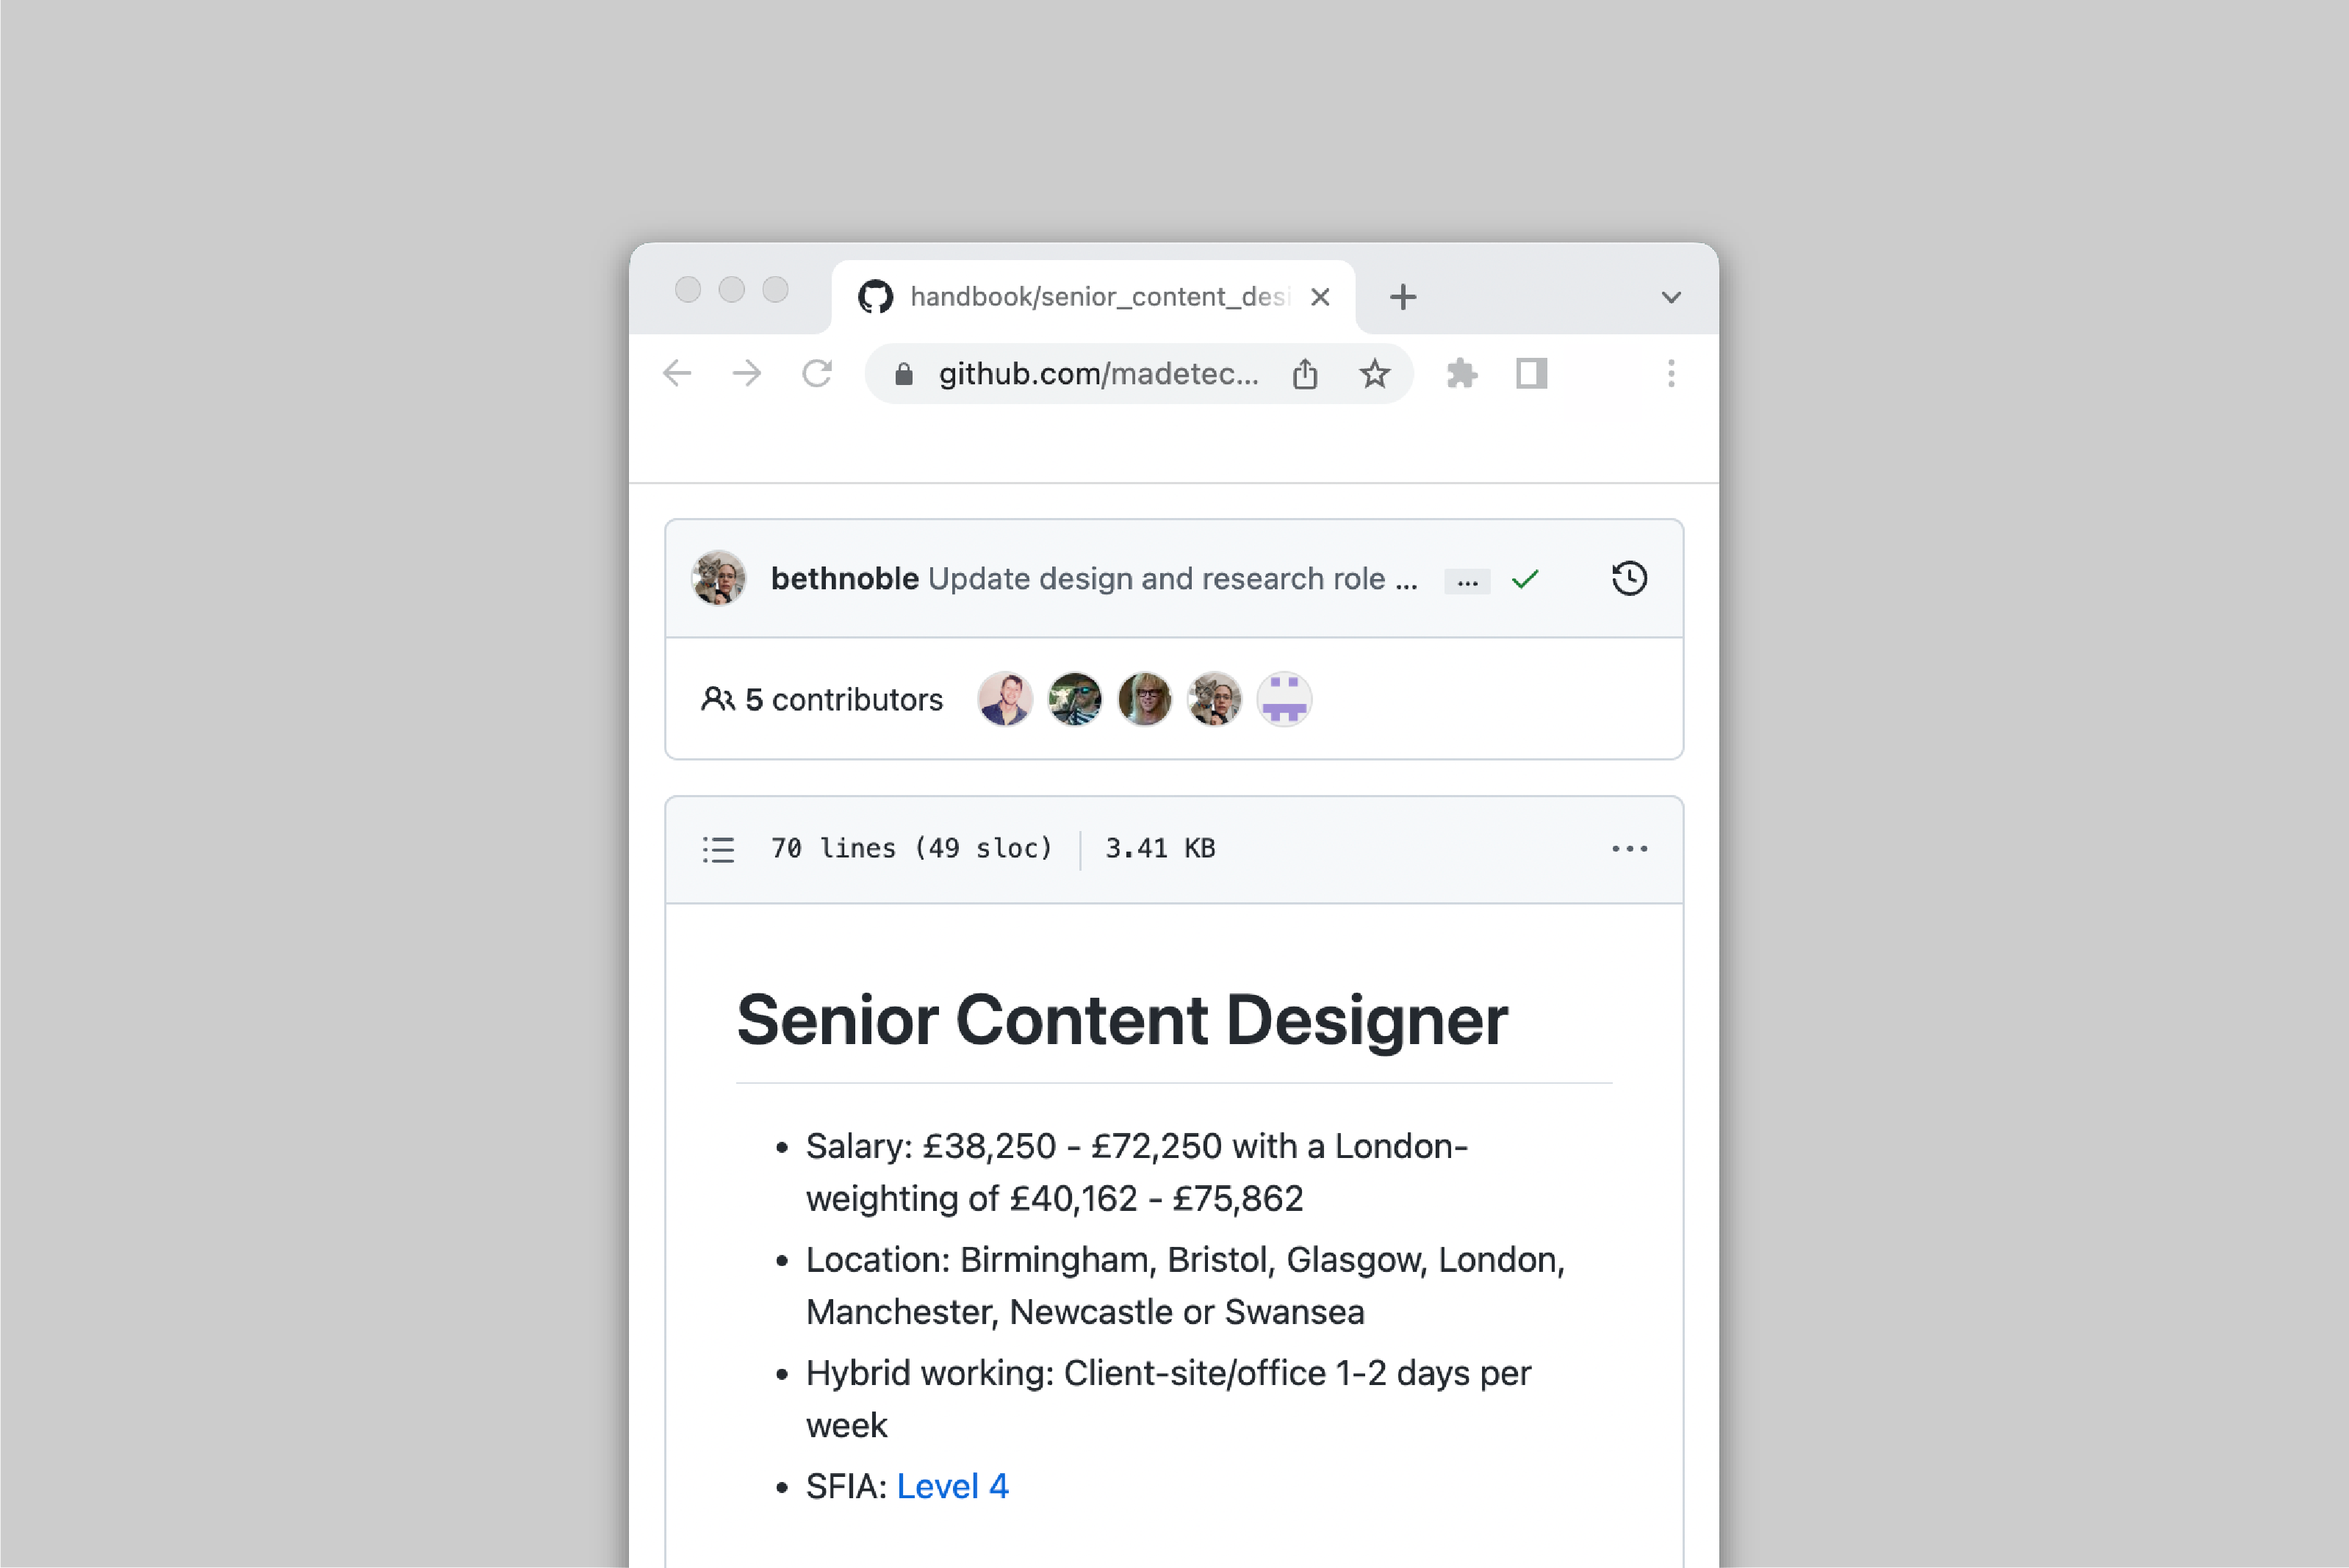 handbook/senior_content_desi
github.com/madetec...
bethnoble Update design and research role ... ...
5 contributors
70 lines (49 sloc) 3.41 KB
Senior Content Designer
• Salary: £38,250 - £72,250 with a London-
weighting of £40,162 - £75,862
• Location: Birmingham, Bristol, Glasgow, London,
Manchester, Newcastle or Swansea
• Hybrid working: Client-site/office 1-2 days per
week
• SFIA: Level 4